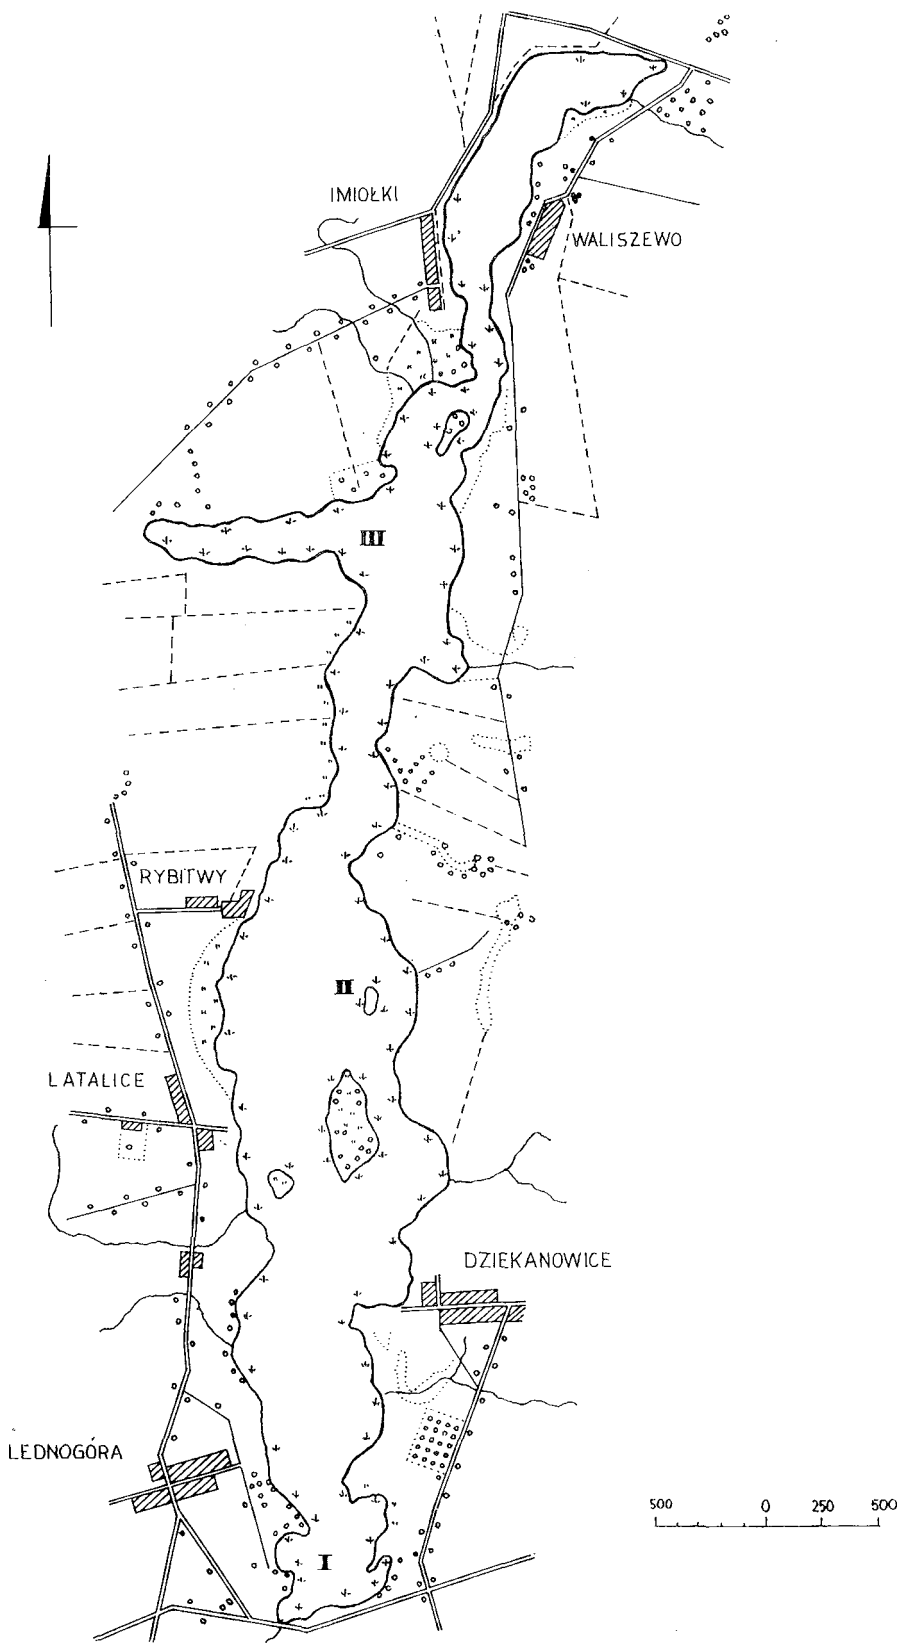 IMIOŁKI
WALISZEWO
III
RYBITWY
II
LATALICE
DZIEKANOWICE
LEDNOGÓRA
500 0 250 500
I